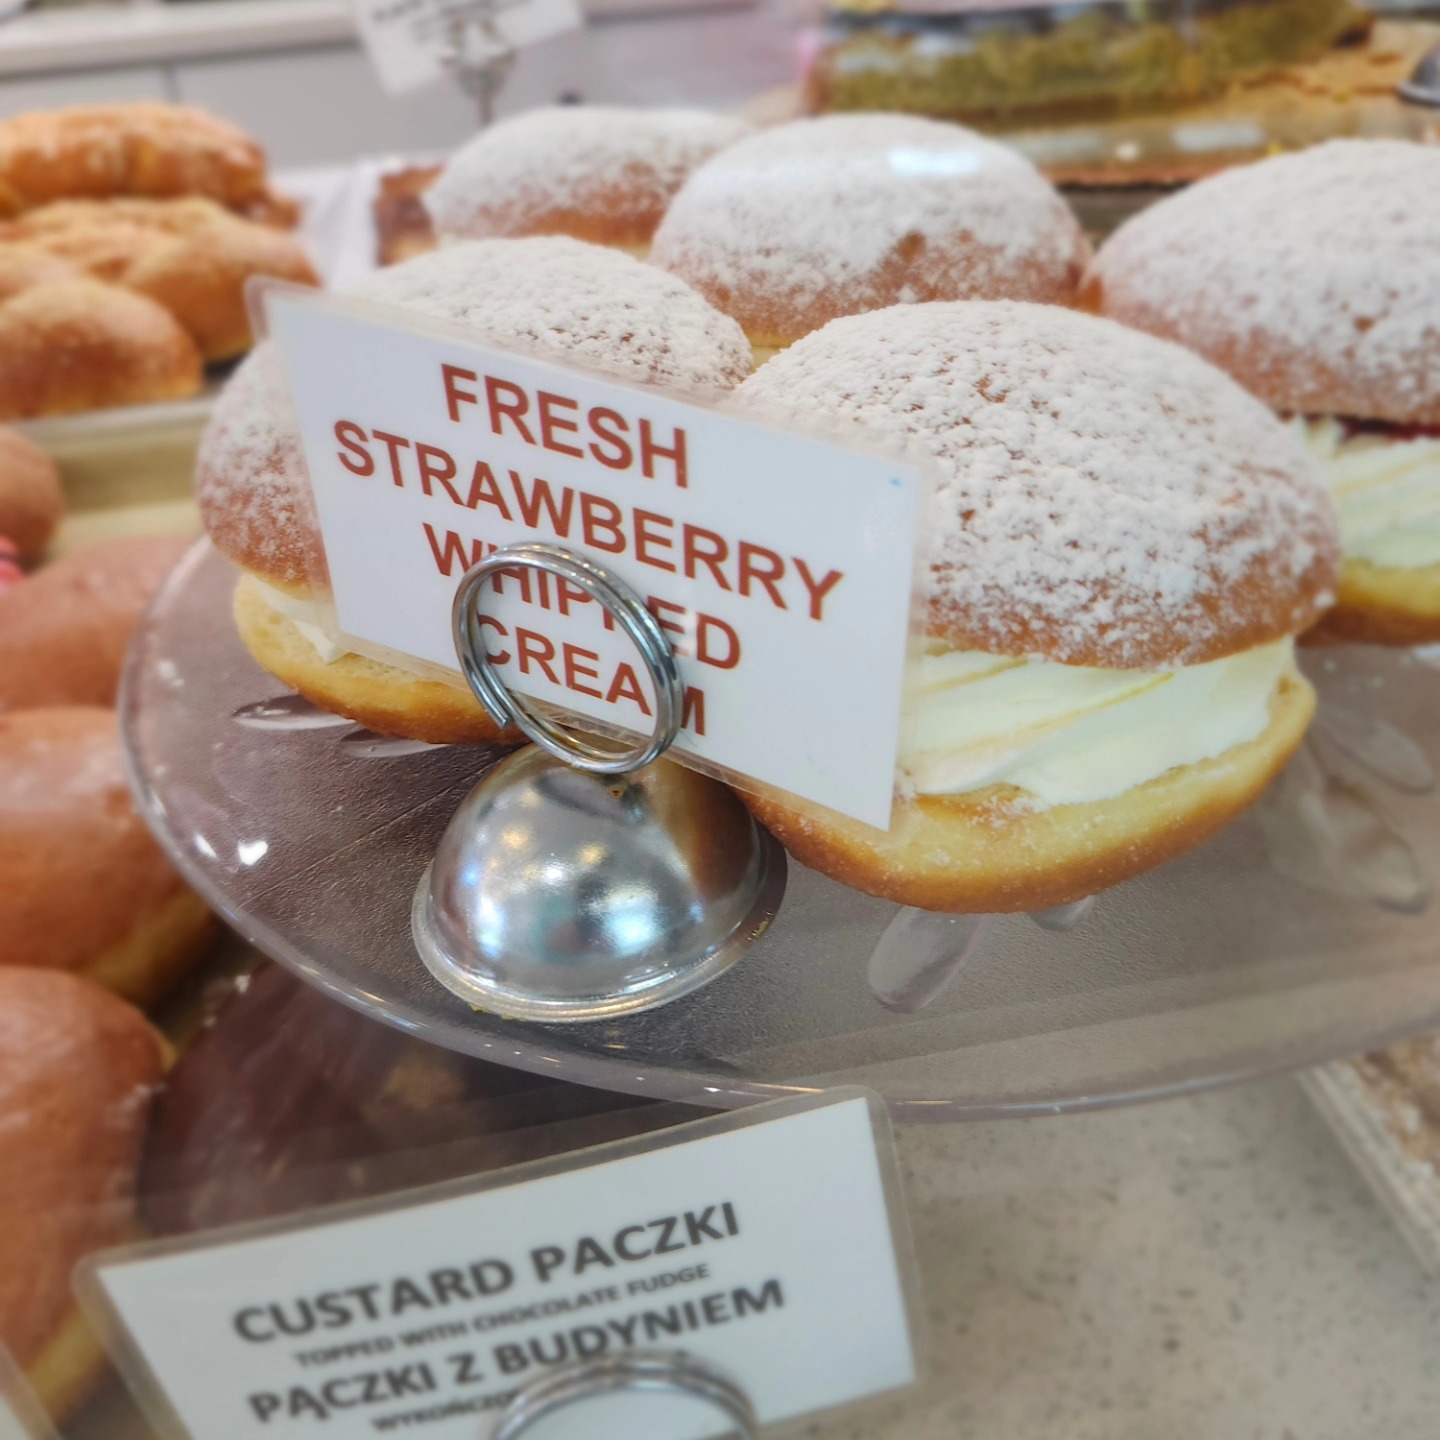 FRESH
STRAWBERRY
WHIPPED
CREAM
CUSTARD PACZKI
TOPPED WITH CHOCOLATE FUDGE
PĄCZKI Z BUDYNIEM